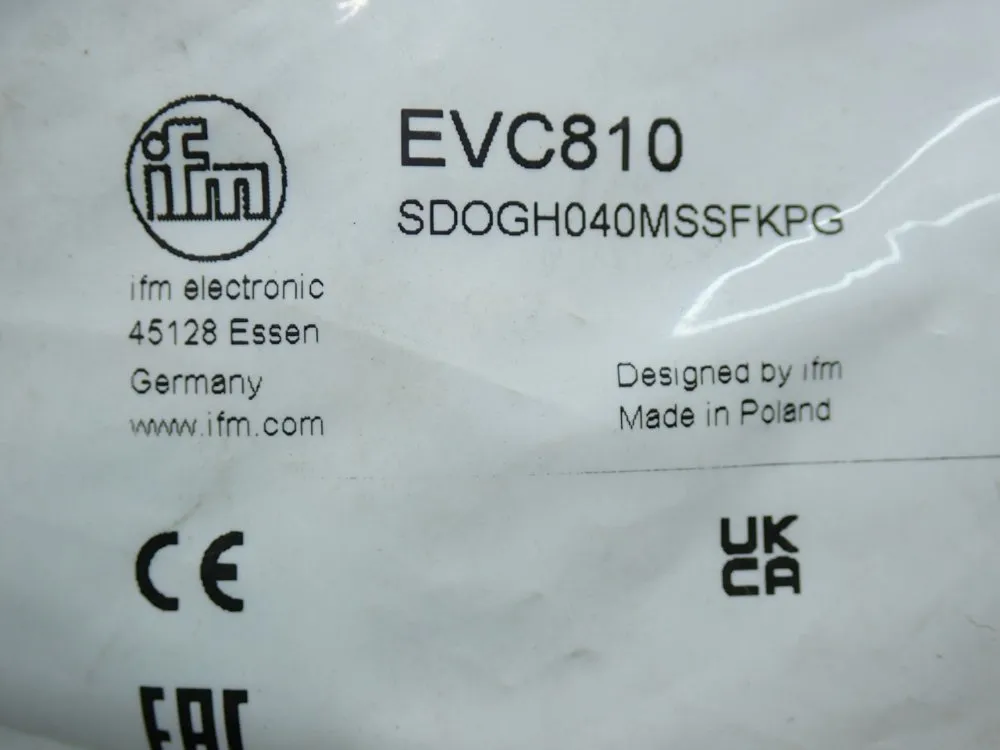 ifm
EVC810
SDOGH040MSSFKPG
ifm electronic
45128 Essen
Germany
www.ifm.com
Designed by ifm
Made in Poland
CE
UK
CA
EAC